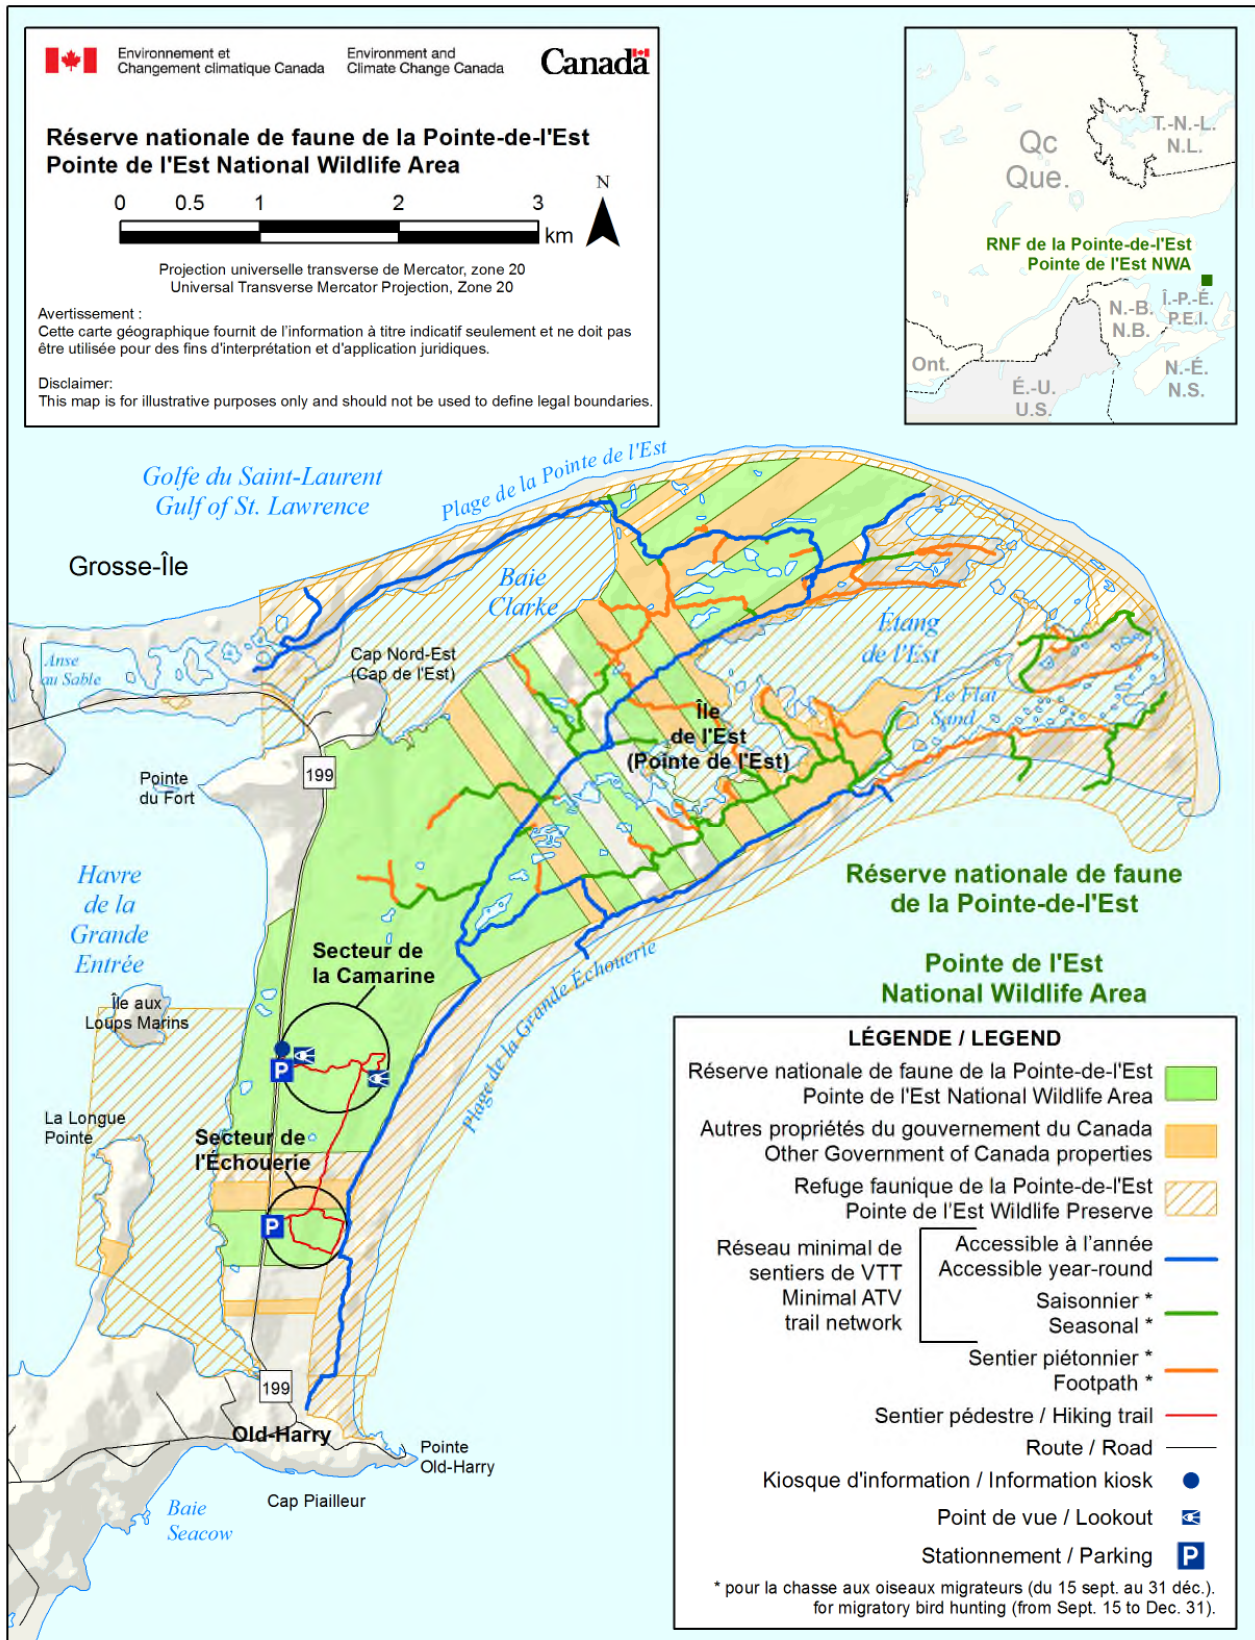 Environnement et
Changement climatique Canada
Environment and
Climate Change Canada
Canada
Réserve nationale de faune de la Pointe-de-l'Est
Pointe de l'Est National Wildlife Area
0 0.5 1 2 3
km
N
Projection universelle transverse de Mercator, zone 20
Universal Transverse Mercator Projection, Zone 20
Avertissement :
Cette carte géographique fournit de l'information à titre indicatif seulement et ne doit pas
être utilisée pour des fins d'interprétation et d'application juridiques.
Disclaimer:
This map is for illustrative purposes only and should not be used to define legal boundaries.
Qc
Que.
T.-N.-L.
N.L.
RNF de la Pointe-de-l'Est
Pointe de l'Est NWA
N.-B.
N.B.
Î.-P.-É.
P.E.I.
Ont.
É.-U.
U.S.
N.-É.
N.S.
Golfe du Saint-Laurent
Gulf of St. Lawrence
Plage de la Pointe de l'Est
Grosse-Île
Baie
Clarke
Étang
de l'Est
Anse
au Sable
Cap Nord-Est
(Cap de l'Est)
Le Flat
Sand
Île
de l'Est
(Pointe de l'Est)
199
Pointe
du Fort
Havre
de la
Grande
Entrée
Réserve nationale de faune
de la Pointe-de-l'Est
Pointe de l'Est
National Wildlife Area
Secteur de
la Camarine
Plage de la Grande Échouerie
Île aux
Loups Marins
P
La Longue
Pointe
Secteur de
l'Échouerie
P
199
Old-Harry
Pointe
Old-Harry
Cap Piailleur
Baie
Seacow
LÉGENDE / LEGEND
Réserve nationale de faune de la Pointe-de-l'Est
Pointe de l'Est National Wildlife Area
Autres propriétés du gouvernement du Canada
Other Government of Canada properties
Refuge faunique de la Pointe-de-l'Est
Pointe de l'Est Wildlife Preserve
Réseau minimal de
sentiers de VTT
Minimal ATV
trail network
Accessible à l'année
Accessible year-round
Saisonnier *
Seasonal *
Sentier piétonnier *
Footpath *
Sentier pédestre / Hiking trail
Route / Road
Kiosque d'information / Information kiosk
Point de vue / Lookout
Stationnement / Parking P
* pour la chasse aux oiseaux migrateurs (du 15 sept. au 31 déc.).
for migratory bird hunting (from Sept. 15 to Dec. 31).